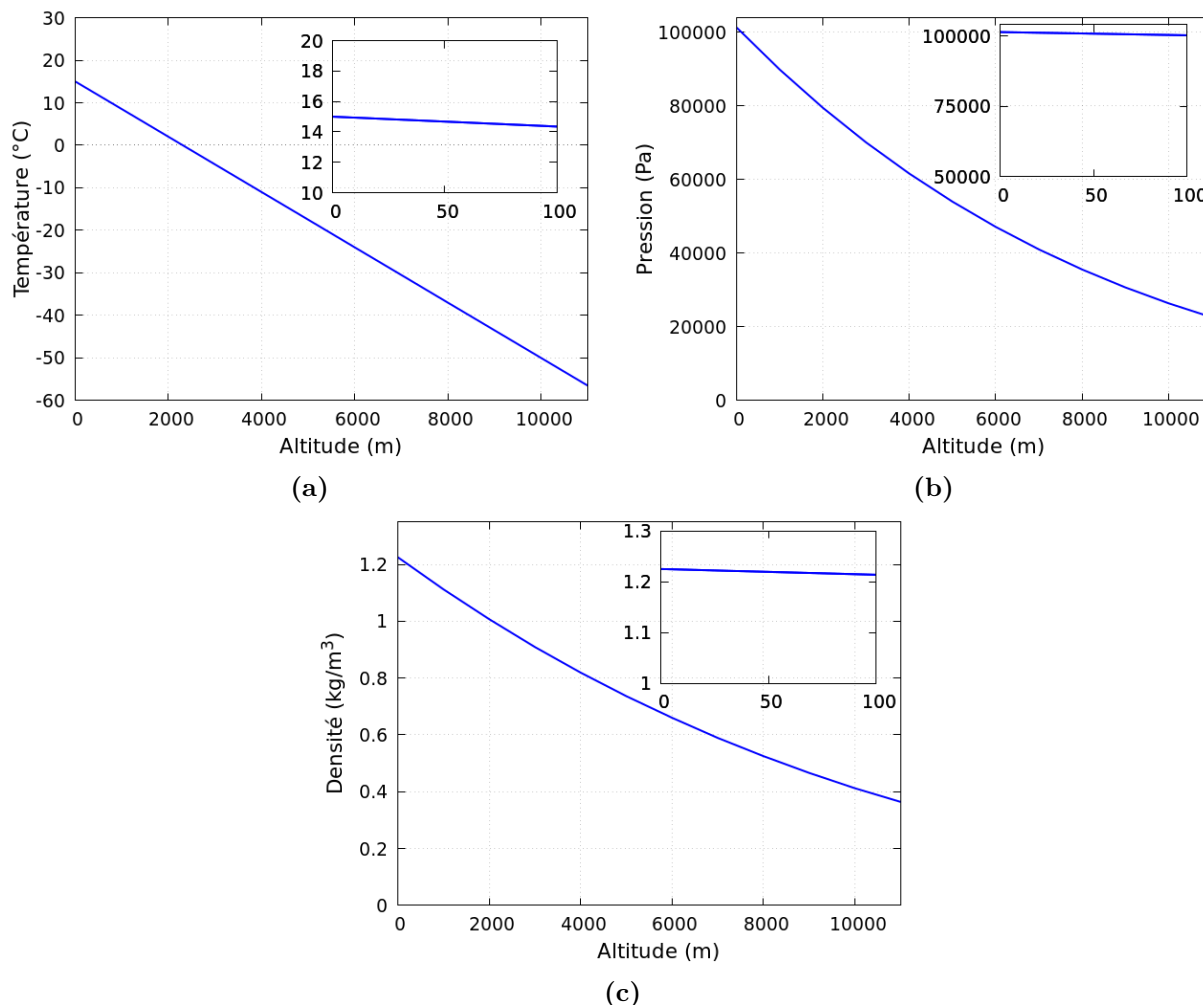 30
20
10
0
-10
-20
-30
-40
-50
-60
Température (°C)
0 2000 4000 6000 8000 10000
Altitude (m)
20
18
16
14
12
10
0 50 100
(a)
100000
80000
60000
40000
20000
0
Pression (Pa)
0 2000 4000 6000 8000 10000
Altitude (m)
100000
75000
50000
0 50 100
(b)
1.2
1
0.8
0.6
0.4
0.2
0
Densité (kg/m³)
0 2000 4000 6000 8000 10000
Altitude (m)
1.3
1.2
1.1
1
0 50 100
(c)